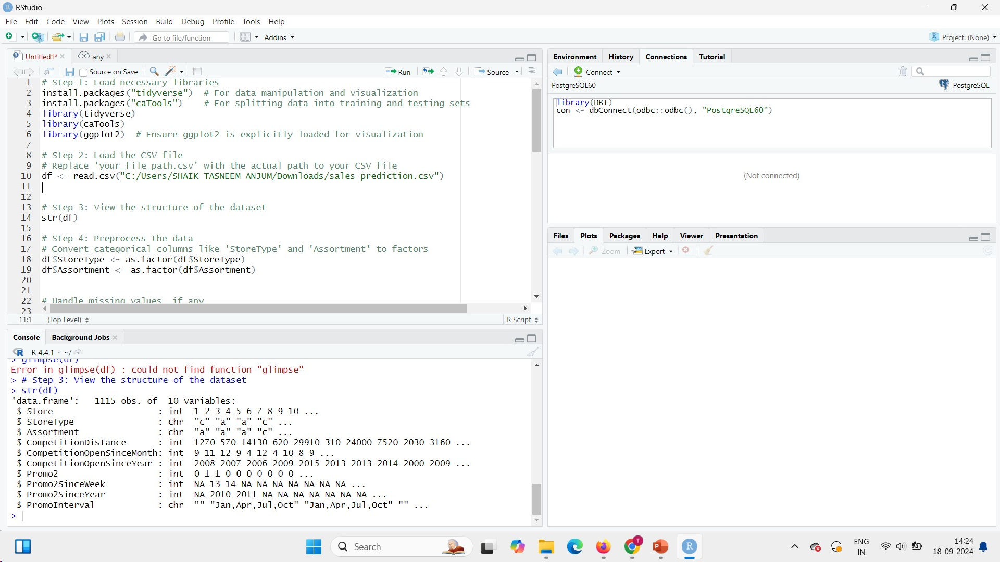 RStudio
File Edit Code View Plots Session Build Debug Profile Tools Help
Go to file/function Addins Project: (None)
Untitled1* any
Source on Save Run Source
1 # Step 1: Load necessary libraries
2 install.packages("tidyverse")  # For data manipulation and visualization
3 install.packages("caTools")    # For splitting data into training and testing sets
4 library(tidyverse)
5 library(caTools)
6 library(ggplot2)  # Ensure ggplot2 is explicitly loaded for visualization
7
8 # Step 2: Load the CSV file
9 # Replace 'your_file_path.csv' with the actual path to your CSV file
10 df <- read.csv("C:/Users/SHAIK TASNEEM ANJUM/Downloads/sales prediction.csv")
11
12
13 # Step 3: View the structure of the dataset
14 str(df)
15
16 # Step 4: Preprocess the data
17 # Convert categorical columns like 'StoreType' and 'Assortment' to factors
18 df$StoreType <- as.factor(df$StoreType)
19 df$Assortment <- as.factor(df$Assortment)
20
21
22 # Handle missing values, if any
23
11:1 (Top Level) R Script
Console Background Jobs
R R 4.4.1 · ~/
> glimpse(df)
Error in glimpse(df) : could not find function "glimpse"
> # Step 3: View the structure of the dataset
> str(df)
'data.frame':   1115 obs. of  10 variables:
$ Store                    : int  1 2 3 4 5 6 7 8 9 10 ...
$ StoreType                : chr  "c" "a" "a" "c" ...
$ Assortment               : chr  "a" "a" "a" "c" ...
$ CompetitionDistance      : int  1270 570 14130 620 29910 310 24000 7520 2030 3160 ...
$ CompetitionOpenSinceMonth: int  9 11 12 9 4 12 4 10 8 9 ...
$ CompetitionOpenSinceYear : int  2008 2007 2006 2009 2015 2013 2013 2014 2000 2009 ...
$ Promo2                   : int  0 1 1 0 0 0 0 0 0 0 ...
$ Promo2SinceWeek          : int  NA 13 14 NA NA NA NA NA NA NA ...
$ Promo2SinceYear          : int  NA 2010 2011 NA NA NA NA NA NA NA ...
$ PromoInterval            : chr  "" "Jan,Apr,Jul,Oct" "Jan,Apr,Jul,Oct" "" ...
>
Environment History Connections Tutorial
Connect
PostgreSQL60 PostgreSQL
library(DBI)
con <- dbConnect(odbc::odbc(), "PostgreSQL60")
(Not connected)
Files Plots Packages Help Viewer Presentation
Zoom Export
Search
T
P
R
ENG
IN
14:24
18-09-2024